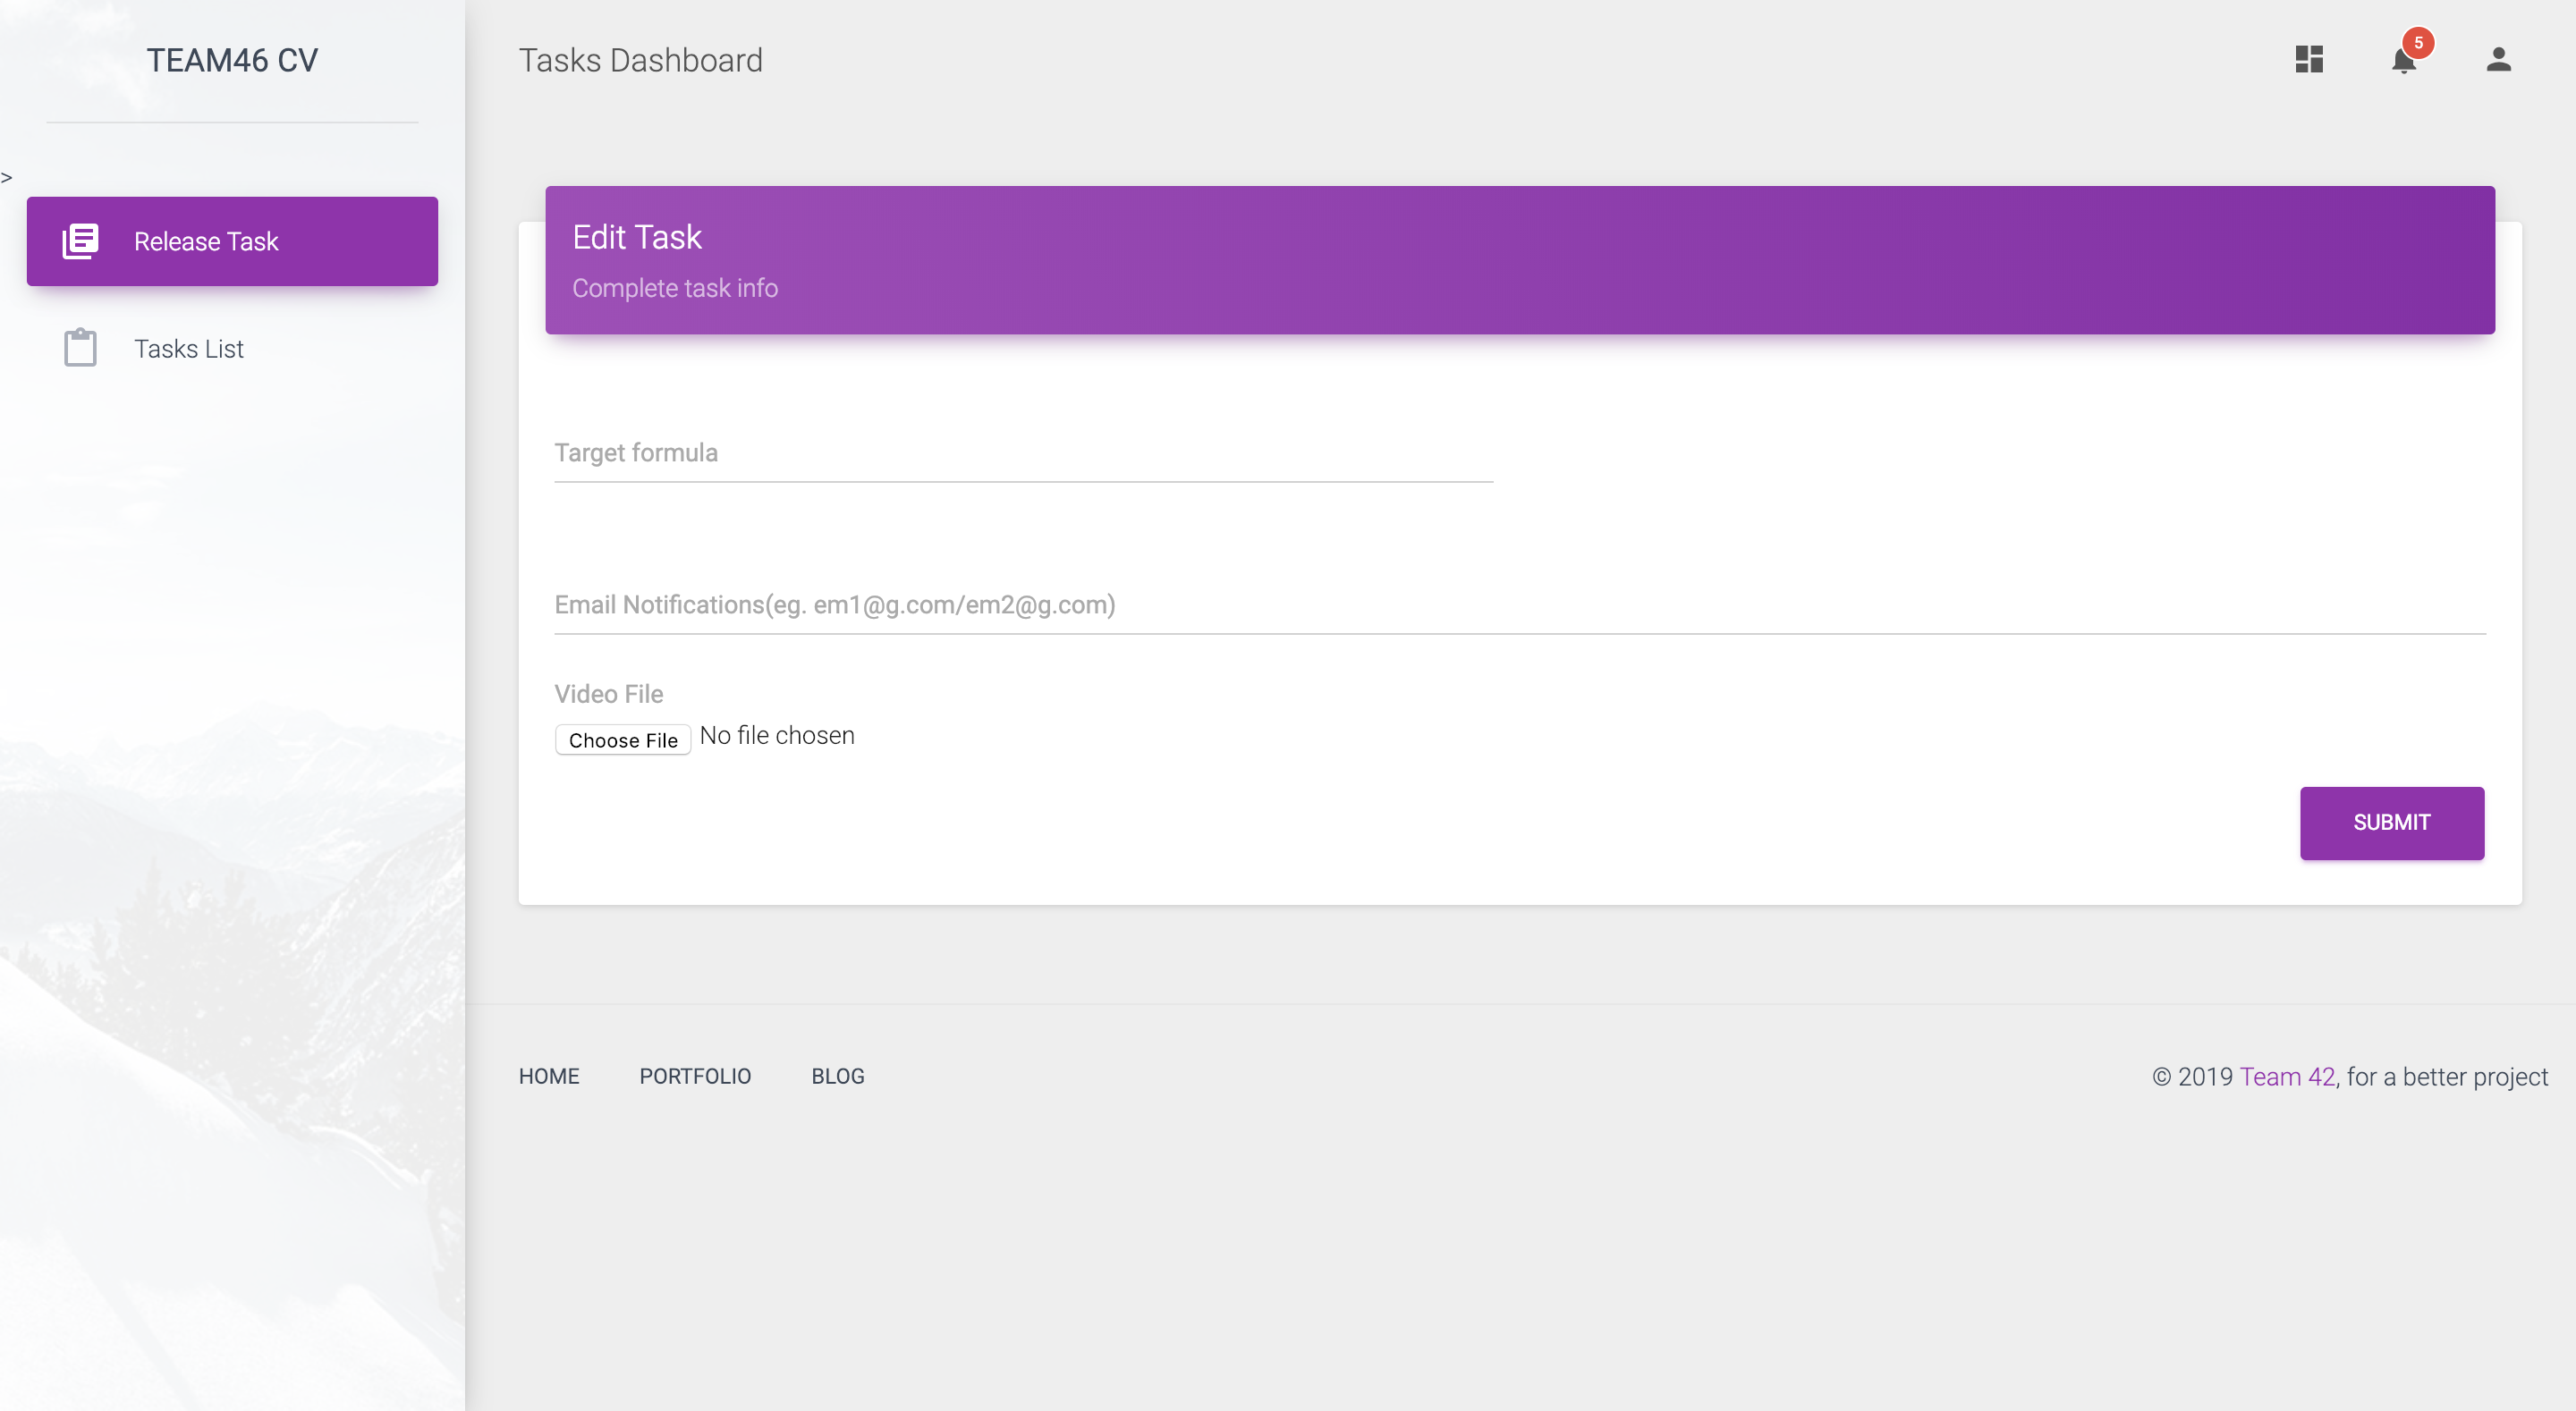 TEAM46 CV
>
Release Task
Tasks List
Tasks Dashboard
5
Edit Task
Complete task info
Target formula
Email Notifications(eg. em1@g.com/em2@g.com)
Video File
Choose File No file chosen
SUBMIT
HOME PORTFOLIO BLOG
© 2019 Team 42, for a better project